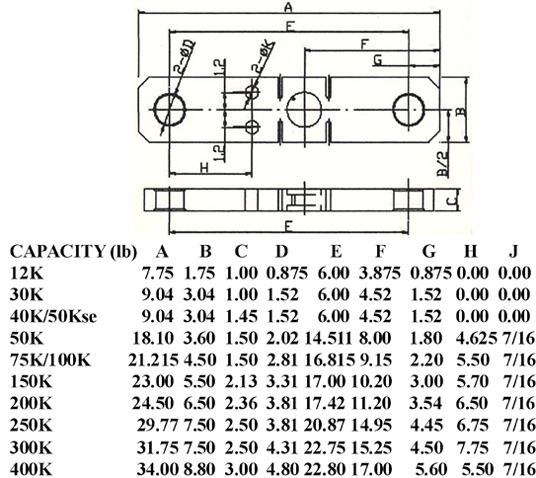 A
E
F
G
2-ØD
1.2
2-ØK
B
H
1.2
B/2
C
E
CAPACITY (lb) A B C D E F G H J
12K 7.75 1.75 1.00 0.875 6.00 3.875 0.875 0.00 0.00
30K 9.04 3.04 1.00 1.52 6.00 4.52 1.52 0.00 0.00
40K/50Kse 9.04 3.04 1.45 1.52 6.00 4.52 1.52 0.00 0.00
50K 18.10 3.60 1.50 2.02 14.511 8.00 1.80 4.625 7/16
75K/100K 21.215 4.50 1.50 2.81 16.815 9.15 2.20 5.50 7/16
150K 23.00 5.50 2.13 3.31 17.00 10.20 3.00 5.70 7/16
200K 24.50 6.50 2.36 3.81 17.42 11.20 3.54 6.50 7/16
250K 29.77 7.50 2.50 3.81 20.87 14.95 4.45 6.75 7/16
300K 31.75 7.50 2.50 4.31 22.75 15.25 4.50 7.75 7/16
400K 34.00 8.80 3.00 4.80 22.80 17.00 5.60 5.50 7/16